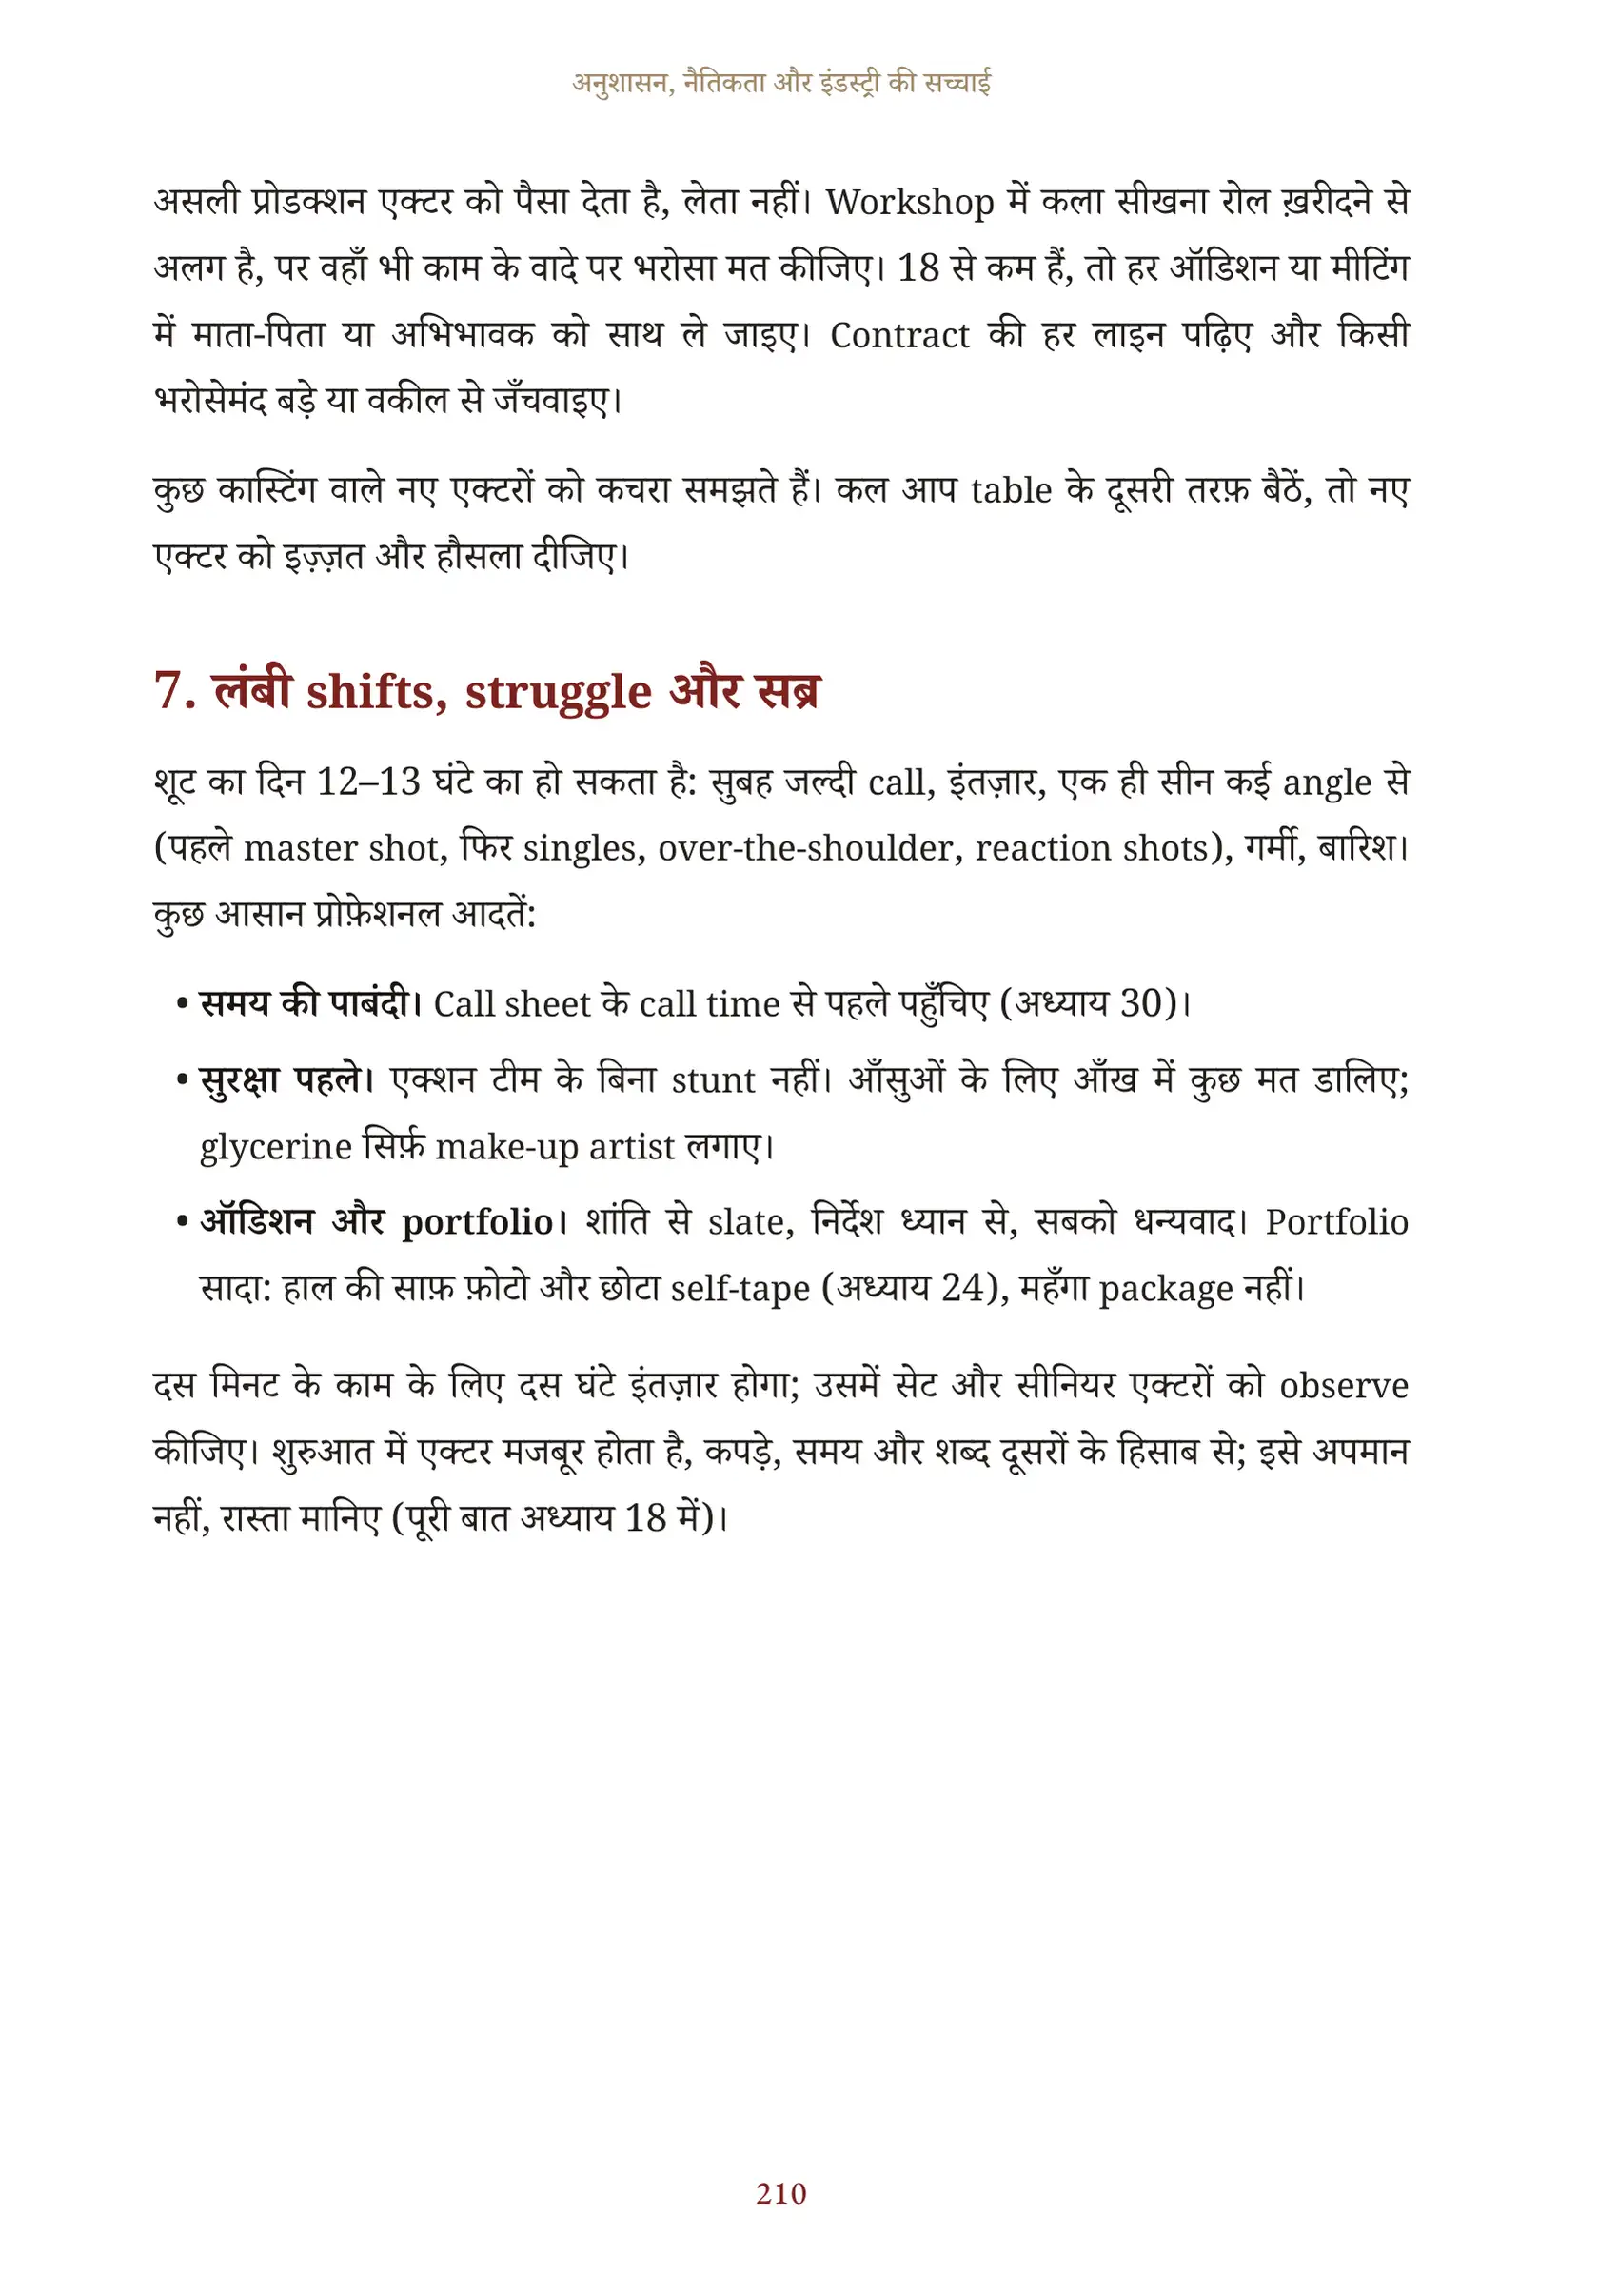 अनुशासन, नैतिकता और इंडस्ट्री की सच्चाई
असली प्रोडक्शन एक्टर को पैसा देता है, लेता नहीं। Workshop में कला सीखना रोल ख़रीदने से
अलग है, पर वहाँ भी काम के वादे पर भरोसा मत कीजिए। 18 से कम हैं, तो हर ऑडिशन या मीटिंग
में माता-पिता या अभिभावक को साथ ले जाइए। Contract की हर लाइन पढ़िए और किसी
भरोसेमंद बड़े या वकील से जँचवाइए।
कुछ कास्टिंग वाले नए एक्टरों को कचरा समझते हैं। कल आप table के दूसरी तरफ़ बैठें, तो नए
एक्टर को इज़्ज़त और हौसला दीजिए।
7. लंबी shifts, struggle और सब्र
शूट का दिन 12–13 घंटे का हो सकता है: सुबह जल्दी call, इंतज़ार, एक ही सीन कई angle से
(पहले master shot, फिर singles, over-the-shoulder, reaction shots), गर्मी, बारिश।
कुछ आसान प्रोफ़ेशनल आदतें:
• समय की पाबंदी। Call sheet के call time से पहले पहुँचिए (अध्याय 30)।
• सुरक्षा पहले। एक्शन टीम के बिना stunt नहीं। आँसुओं के लिए आँख में कुछ मत डालिए;
glycerine सिर्फ़ make-up artist लगाए।
• ऑडिशन और portfolio। शांति से slate, निर्देश ध्यान से, सबको धन्यवाद। Portfolio
सादा: हाल की साफ़ फ़ोटो और छोटा self-tape (अध्याय 24), महँगा package नहीं।
दस मिनट के काम के लिए दस घंटे इंतज़ार होगा; उसमें सेट और सीनियर एक्टरों को observe
कीजिए। शुरुआत में एक्टर मजबूर होता है, कपड़े, समय और शब्द दूसरों के हिसाब से; इसे अपमान
नहीं, रास्ता मानिए (पूरी बात अध्याय 18 में)।
210